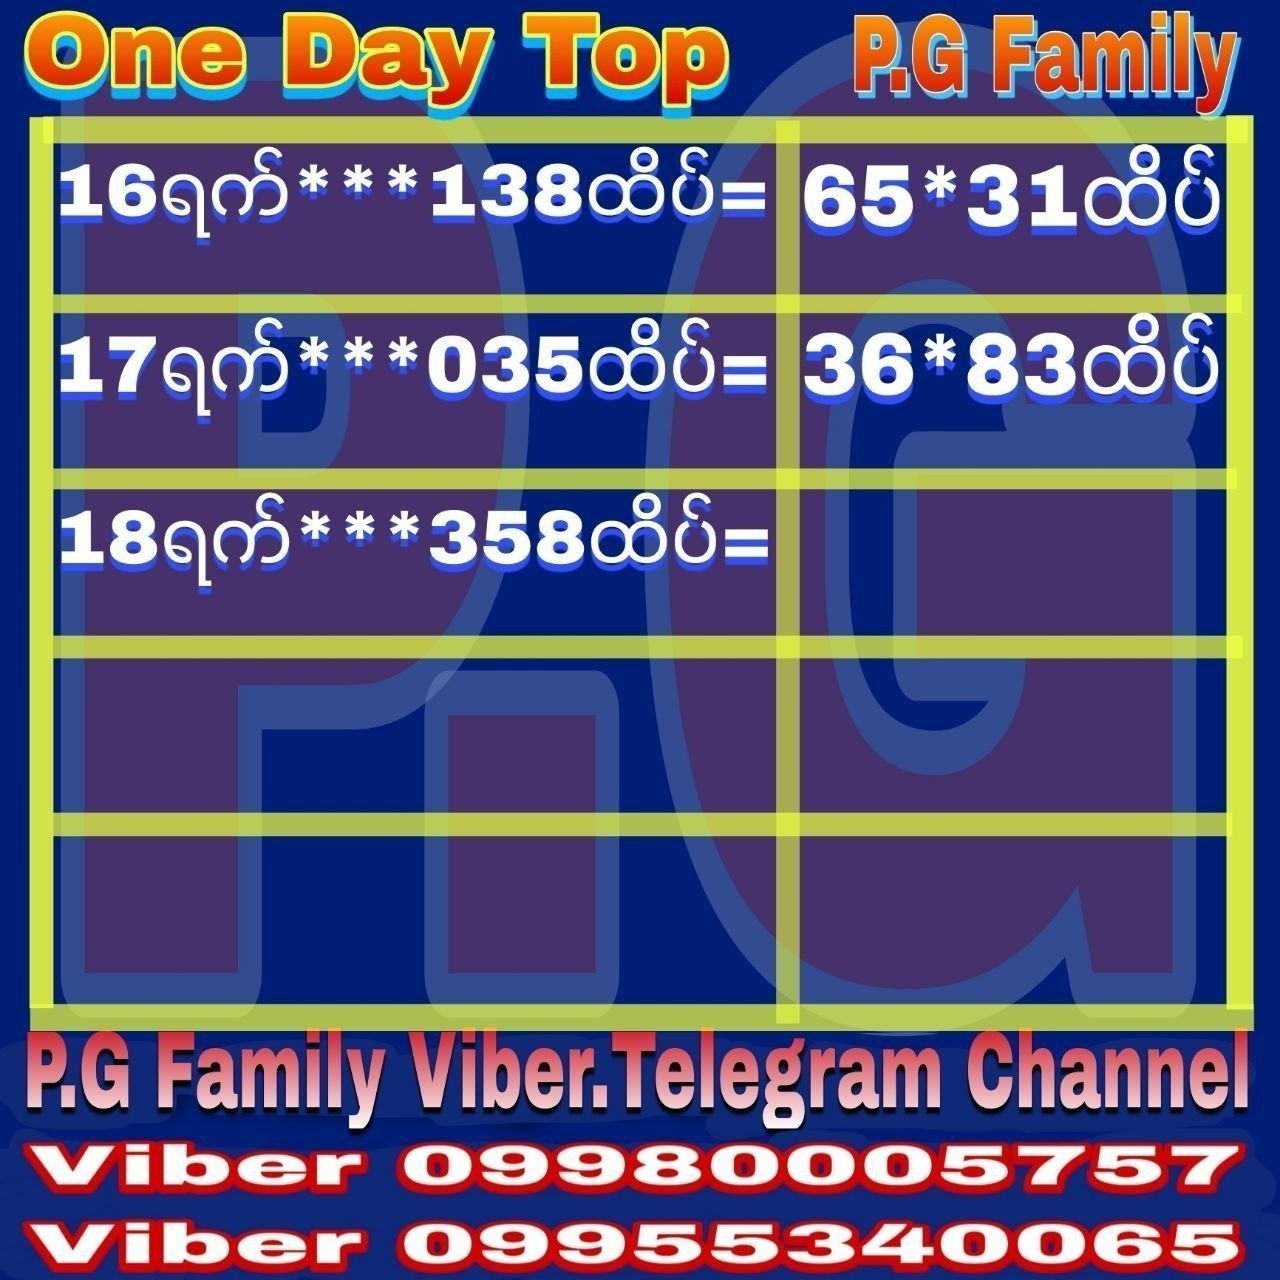 One Day Top P.G Family
16ရက်***138ထိပ်= 65*31ထိပ်
17ရက်***035ထိပ်= 36*83ထိပ်
18ရက်***358ထိပ်=
P.G
P.G Family Viber.Telegram Channel
Viber 09980005757
Viber 09955340065